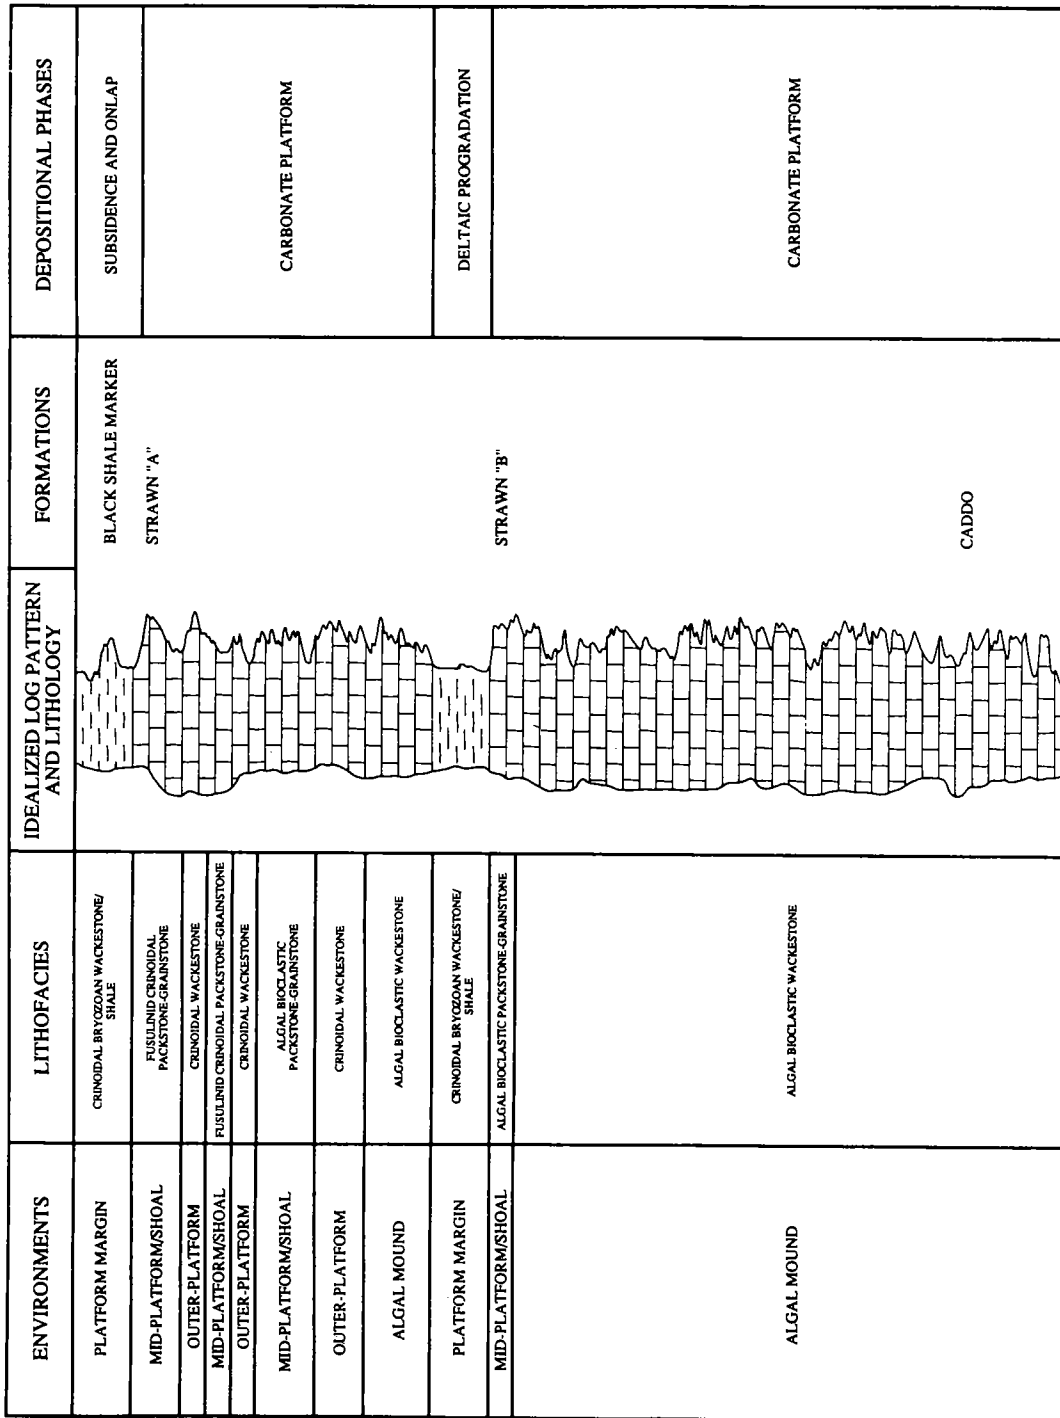 ENVIRONMENTS
LITHOFACIES
IDEALIZED LOG PATTERN
AND LITHOLOGY
FORMATIONS
DEPOSITIONAL PHASES
PLATFORM MARGIN
MID-PLATFORM/SHOAL
OUTER-PLATFORM
MID-PLATFORM/SHOAL
OUTER-PLATFORM
MID-PLATFORM/SHOAL
OUTER-PLATFORM
ALGAL MOUND
PLATFORM MARGIN
MID-PLATFORM/SHOAL
ALGAL MOUND
CRINOIDAL BRYOZOAN WACKESTONE/
SHALE
FUSULINID CRINOIDAL
PACKSTONE-GRAINSTONE
CRINOIDAL WACKESTONE
FUSULINID CRINOIDAL PACKSTONE-GRAINSTONE
CRINOIDAL WACKESTONE
ALGAL BIOCLASTIC
PACKSTONE-GRAINSTONE
CRINOIDAL WACKESTONE
ALGAL BIOCLASTIC WACKESTONE
CRINOIDAL BRYOZOAN WACKESTONE/
SHALE
ALGAL BIOCLASTIC PACKSTONE-GRAINSTONE
ALGAL BIOCLASTIC WACKESTONE
BLACK SHALE MARKER
STRAWN "A"
STRAWN "B"
CADDO
SUBSIDENCE AND ONLAP
CARBONATE PLATFORM
DELTAIC PROGRADATION
CARBONATE PLATFORM